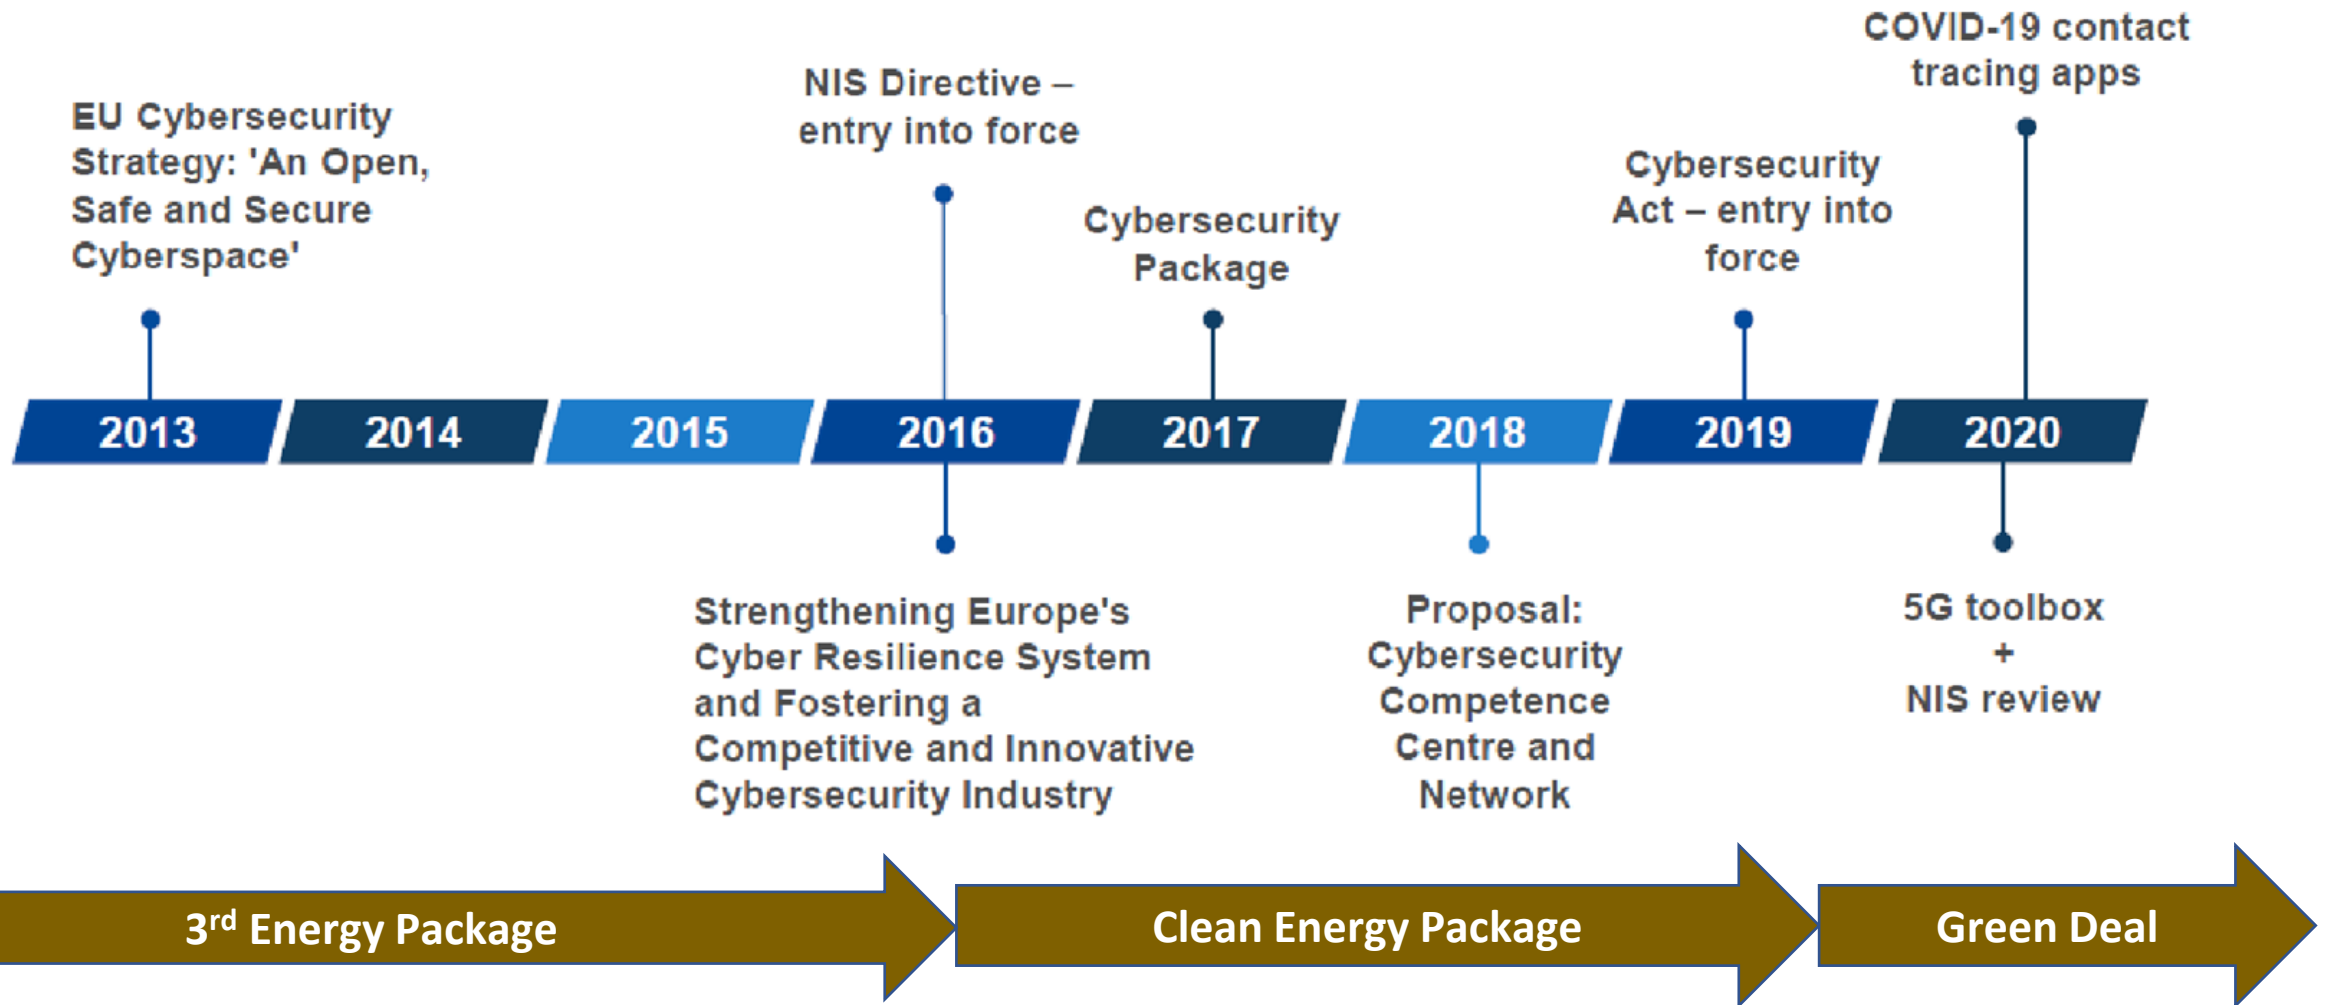 COVID-19 contact
tracing apps
NIS Directive –
entry into force
EU Cybersecurity
Strategy: 'An Open,
Safe and Secure
Cyberspace'
Cybersecurity
Package
Cybersecurity
Act – entry into
force
2013
2014
2015
2016
2017
2018
2019
2020
Strengthening Europe's
Cyber Resilience System
and Fostering a
Competitive and Innovative
Cybersecurity Industry
Proposal:
Cybersecurity
Competence
Centre and
Network
5G toolbox
+
NIS review
3rd Energy Package
Clean Energy Package
Green Deal